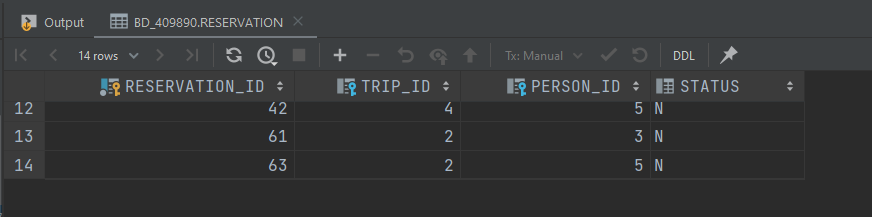 Output BD_409890.RESERVATION
14 rows Tx: Manual DDL
RESERVATION_ID TRIP_ID PERSON_ID STATUS
12 42 4 5 N
13 61 2 3 N
14 63 2 5 N